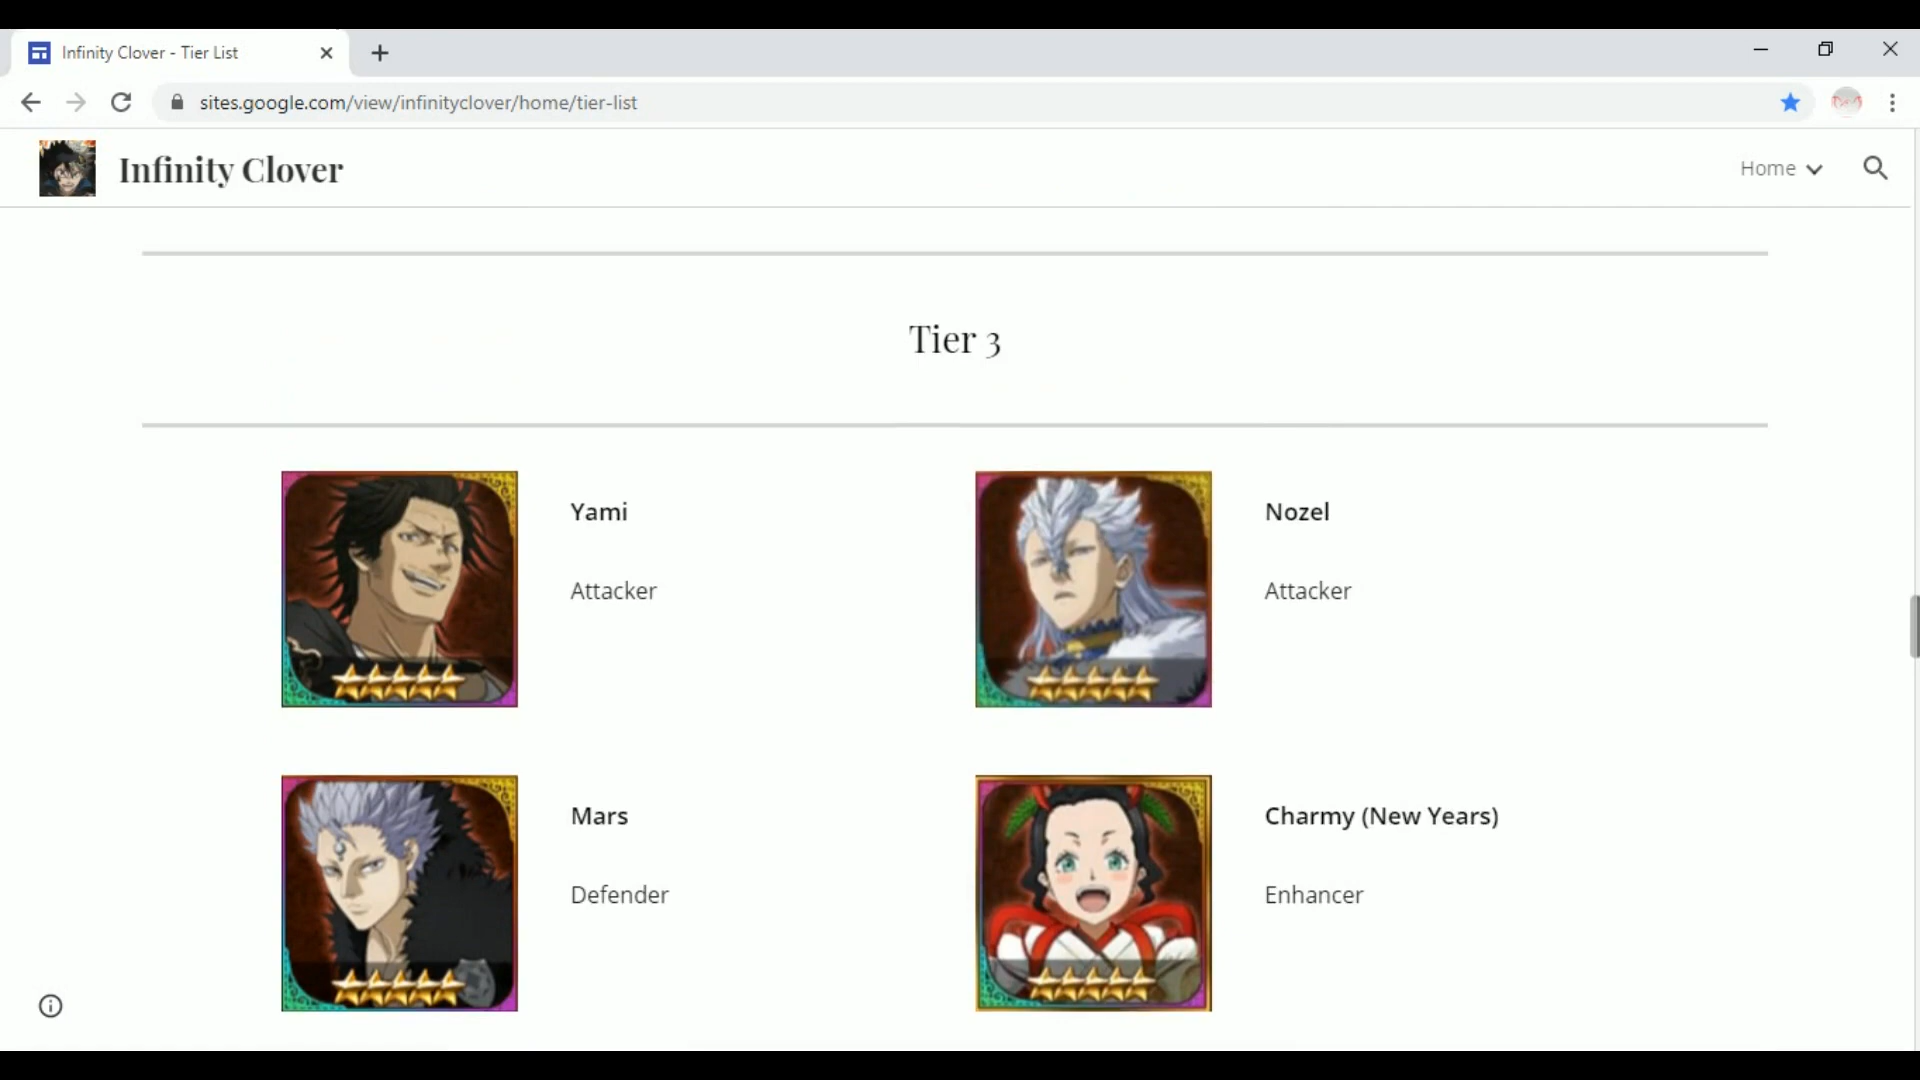 Infinity Clover - Tier List
sites.google.com/view/infinityclover/home/tier-list
Infinity Clover
Home
Tier 3
Yami
Attacker
Nozel
Attacker
Mars
Defender
Charmy (New Years)
Enhancer